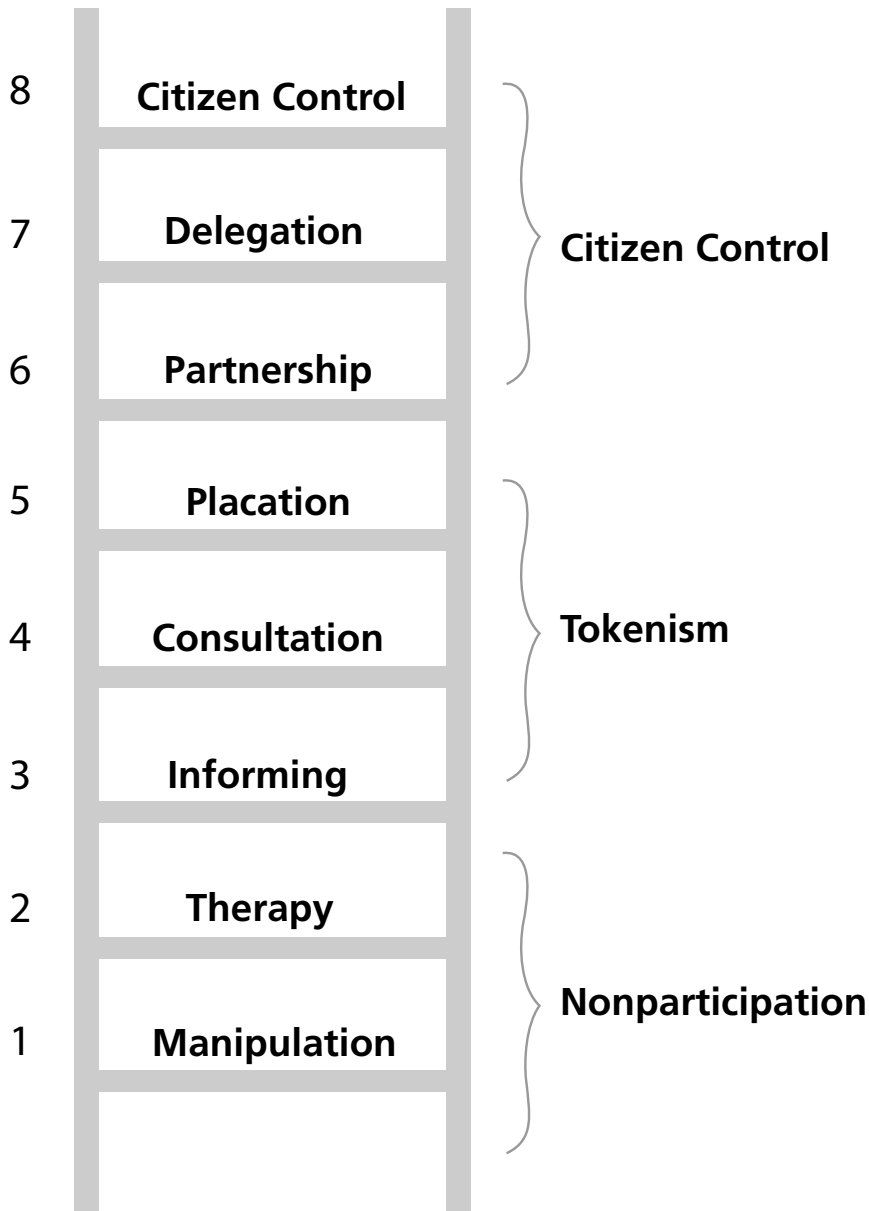 8 Citizen Control
7 Delegation
Citizen Control
6 Partnership
5 Placation
4 Consultation
Tokenism
3 Informing
2 Therapy
Nonparticipation
1 Manipulation